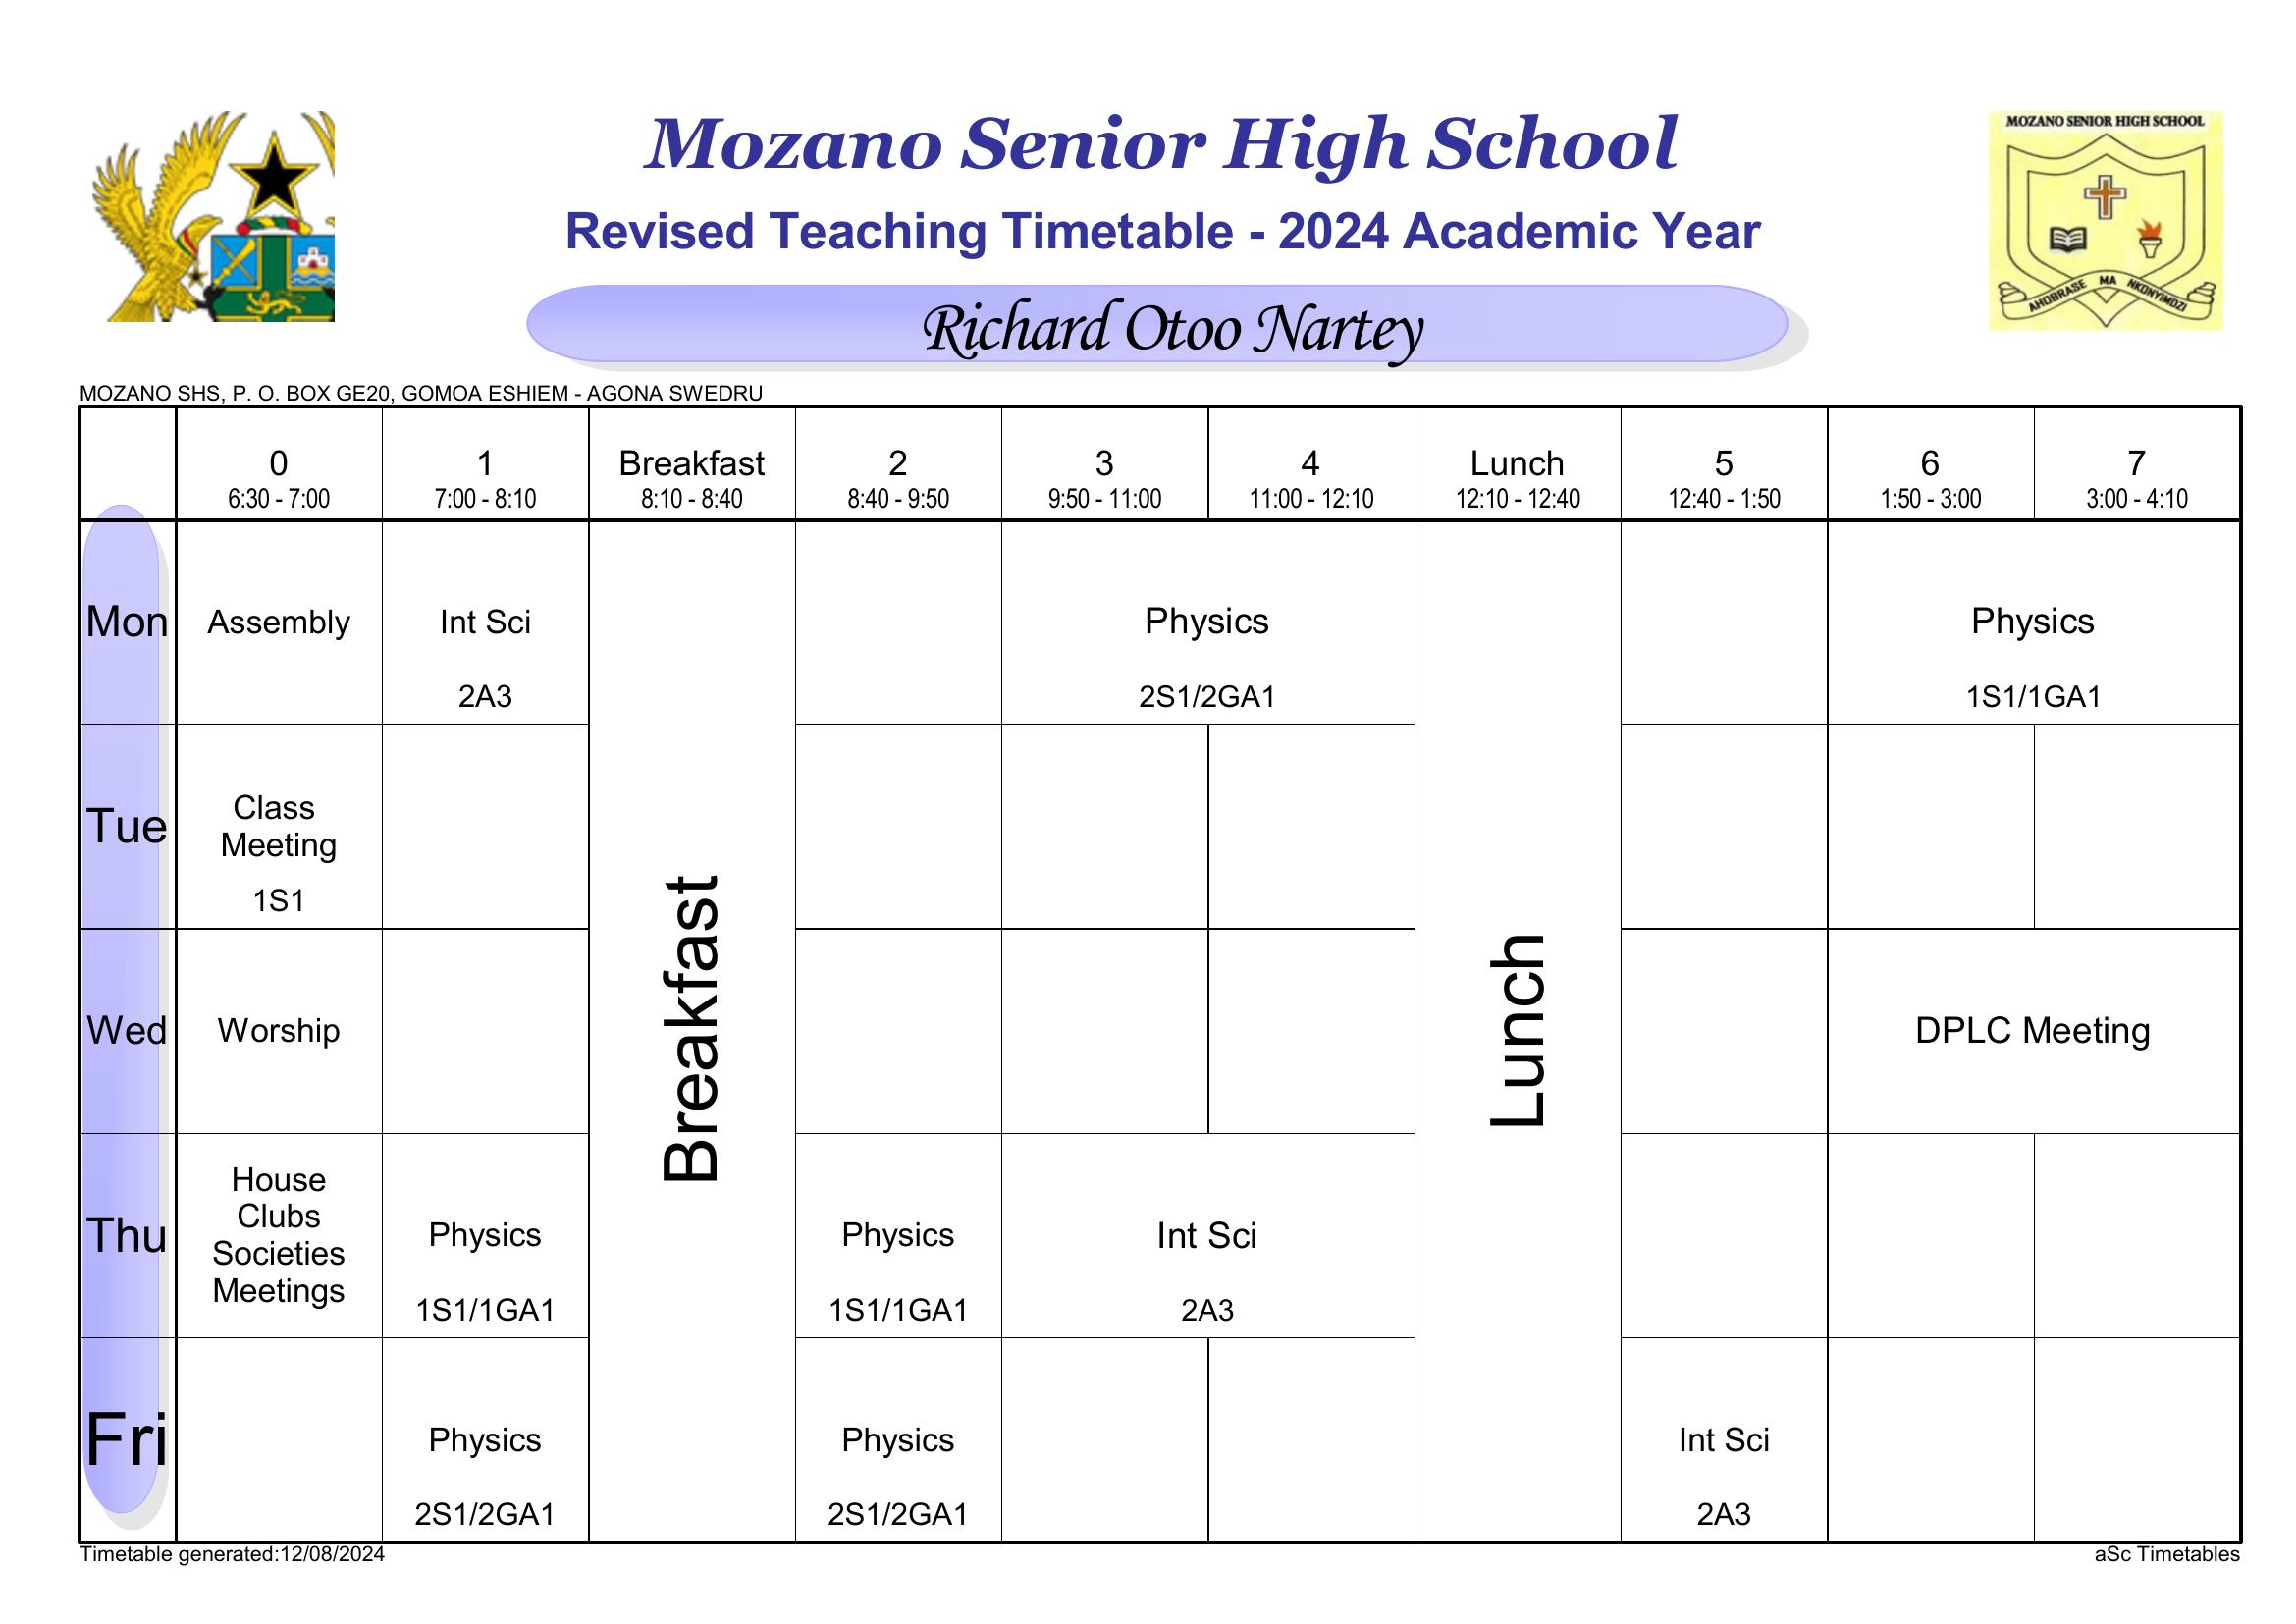 MOZANO SENIOR HIGH SCHOOL
AHOBRASE MA NKONYIMDZI
Mozano Senior High School
Revised Teaching Timetable - 2024 Academic Year
Richard Otoo Nartey
MOZANO SHS, P. O. BOX GE20, GOMOA ESHIEM - AGONA SWEDRU
0 1 Breakfast 2 3 4 Lunch 5 6 7
6:30 - 7:00 7:00 - 8:10 8:10 - 8:40 8:40 - 9:50 9:50 - 11:00 11:00 - 12:10 12:10 - 12:40 12:40 - 1:50 1:50 - 3:00 3:00 - 4:10
Breakfast
Lunch
Mon Assembly Int Sci Physics Physics
2A3 2S1/2GA1 1S1/1GA1
Tue
Class
Meeting
1S1
Wed Worship DPLC Meeting
Thu
House
Clubs
Societies
Meetings
Physics Physics Int Sci
1S1/1GA1 1S1/1GA1 2A3
Fri Physics Physics Int Sci
2S1/2GA1 2S1/2GA1 2A3
Timetable generated:12/08/2024
aSc Timetables